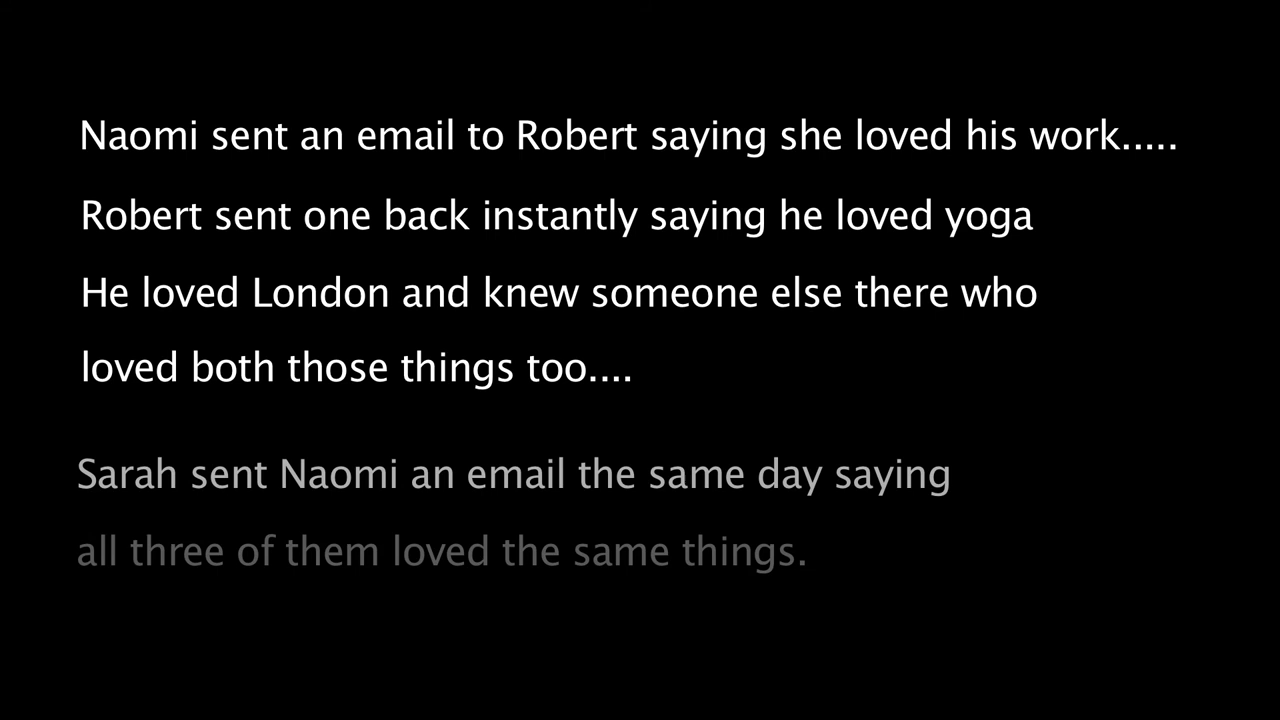 Naomi sent an email to Robert saying she loved his work.....
Robert sent one back instantly saying he loved yoga
He loved London and knew someone else there who
loved both those things too....
Sarah sent Naomi an email the same day saying
all three of them loved the same things.